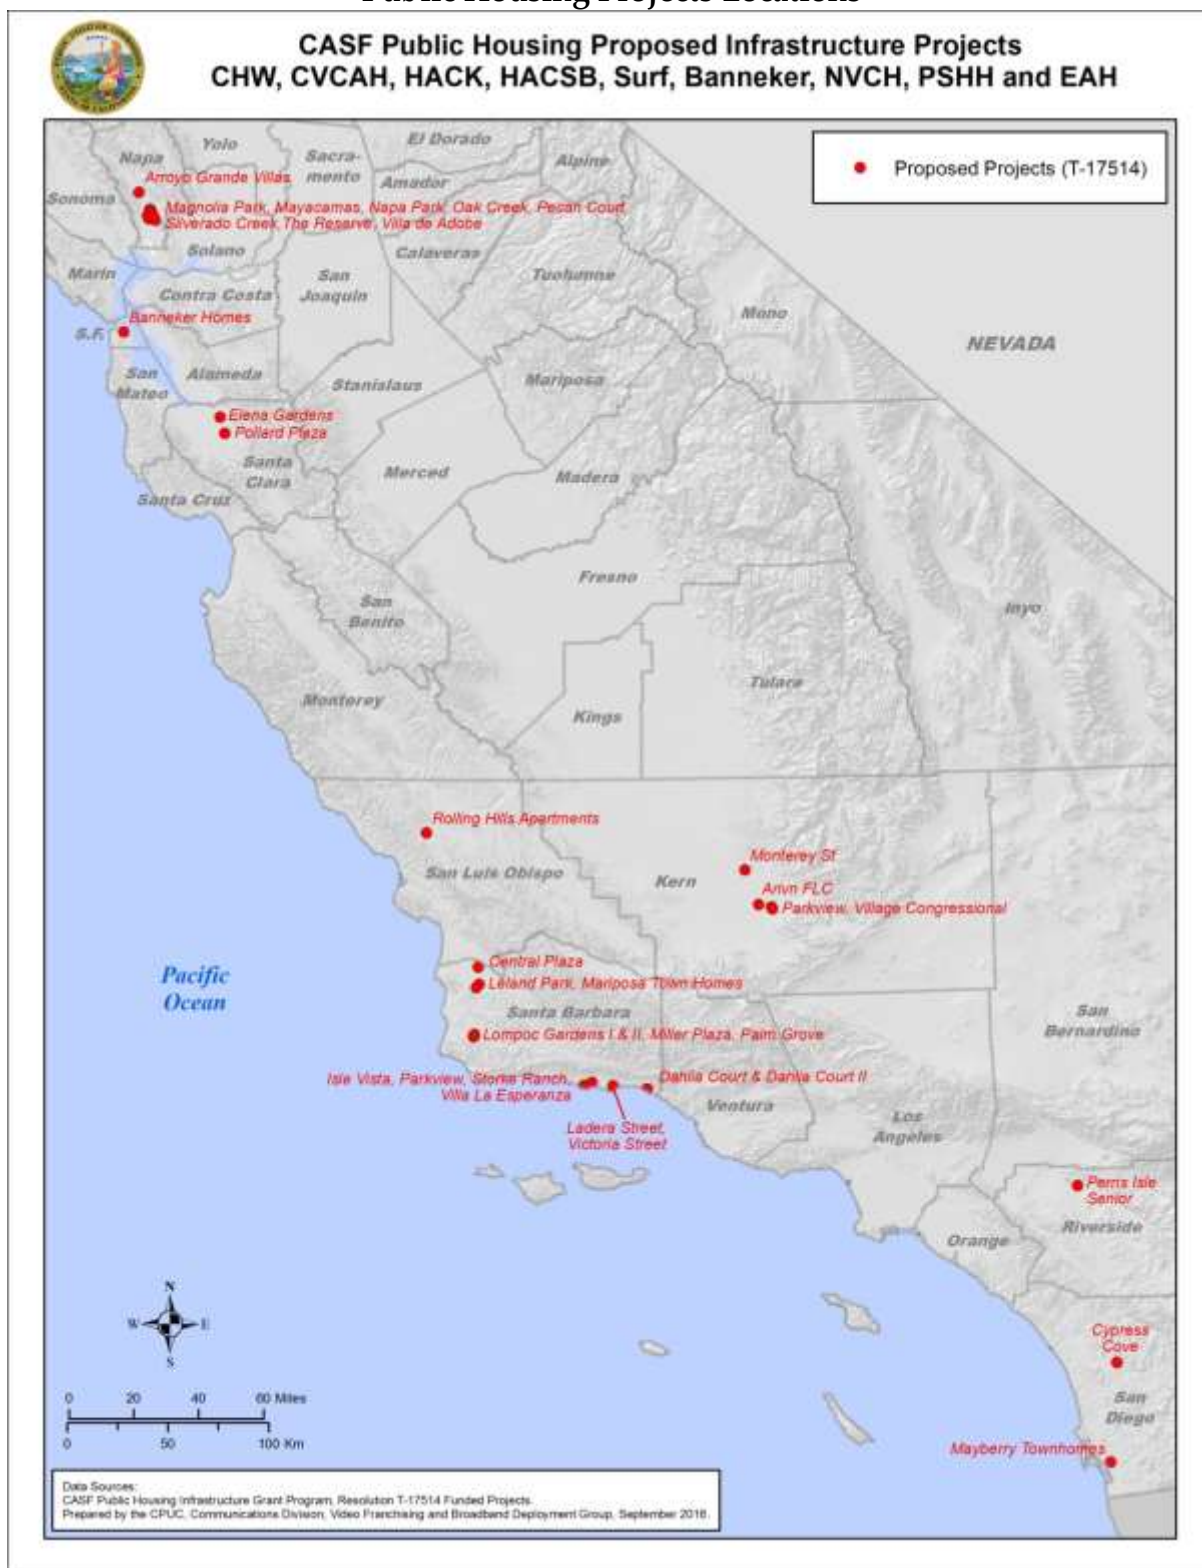 Public Housing Projects Locations
CASF Public Housing Proposed Infrastructure Projects
CHW, CVCAH, HACK, HACSB, Surf, Banneker, NVCH, PSHH and EAH
Proposed Projects (T-17514)
Yolo
El Dorado
Napa
Sacra-
mento
Alpine
Arroyo Grande Villas
Amador
Sonoma
Magnolia Park, Mayacamas, Napa Park, Oak Creek, Pecan Court
Silverado Creek, The Reserve, Villa de Adobe
Solano
Calaveras
Marin
San
Joaquin
Tuolumne
Contra Costa
Mono
Banneker Homes
S.F.
NEVADA
San
Mateo
Alameda
Stanislaus
Mariposa
Elena Gardens
Pollard Plaza
Santa
Clara
Merced
Madera
Santa Cruz
Fresno
San
Benito
Inyo
Tulare
Monterey
Kings
Rolling Hills Apartments
San Luis Obispo
Monterey St
Kern
Arivn FLC
Parkview, Village Congressional
Pacific
Ocean
Central Plaza
Leland Park, Mariposa Town Homes
Santa Barbara
San
Bernardino
Lompoc Gardens I & II, Miller Plaza, Palm Grove
Isle Vista, Parkview, Storke Ranch,
Villa La Esperanza
Dahlia Court & Dahlia Court II
Ventura
Los
Angeles
Ladera Street,
Victoria Street
Perris Isle
Senior
Riverside
Orange
N
W
E
S
Cypress
Cove
San
Diego
0 20 40 60 Miles
0 50 100 Km
Mayberry Townhomes
Data Sources:
CASF Public Housing Infrastructure Grant Program, Resolution T-17514 Funded Projects.
Prepared by the CPUC, Communications Division, Video Franchising and Broadband Deployment Group, September 2016.